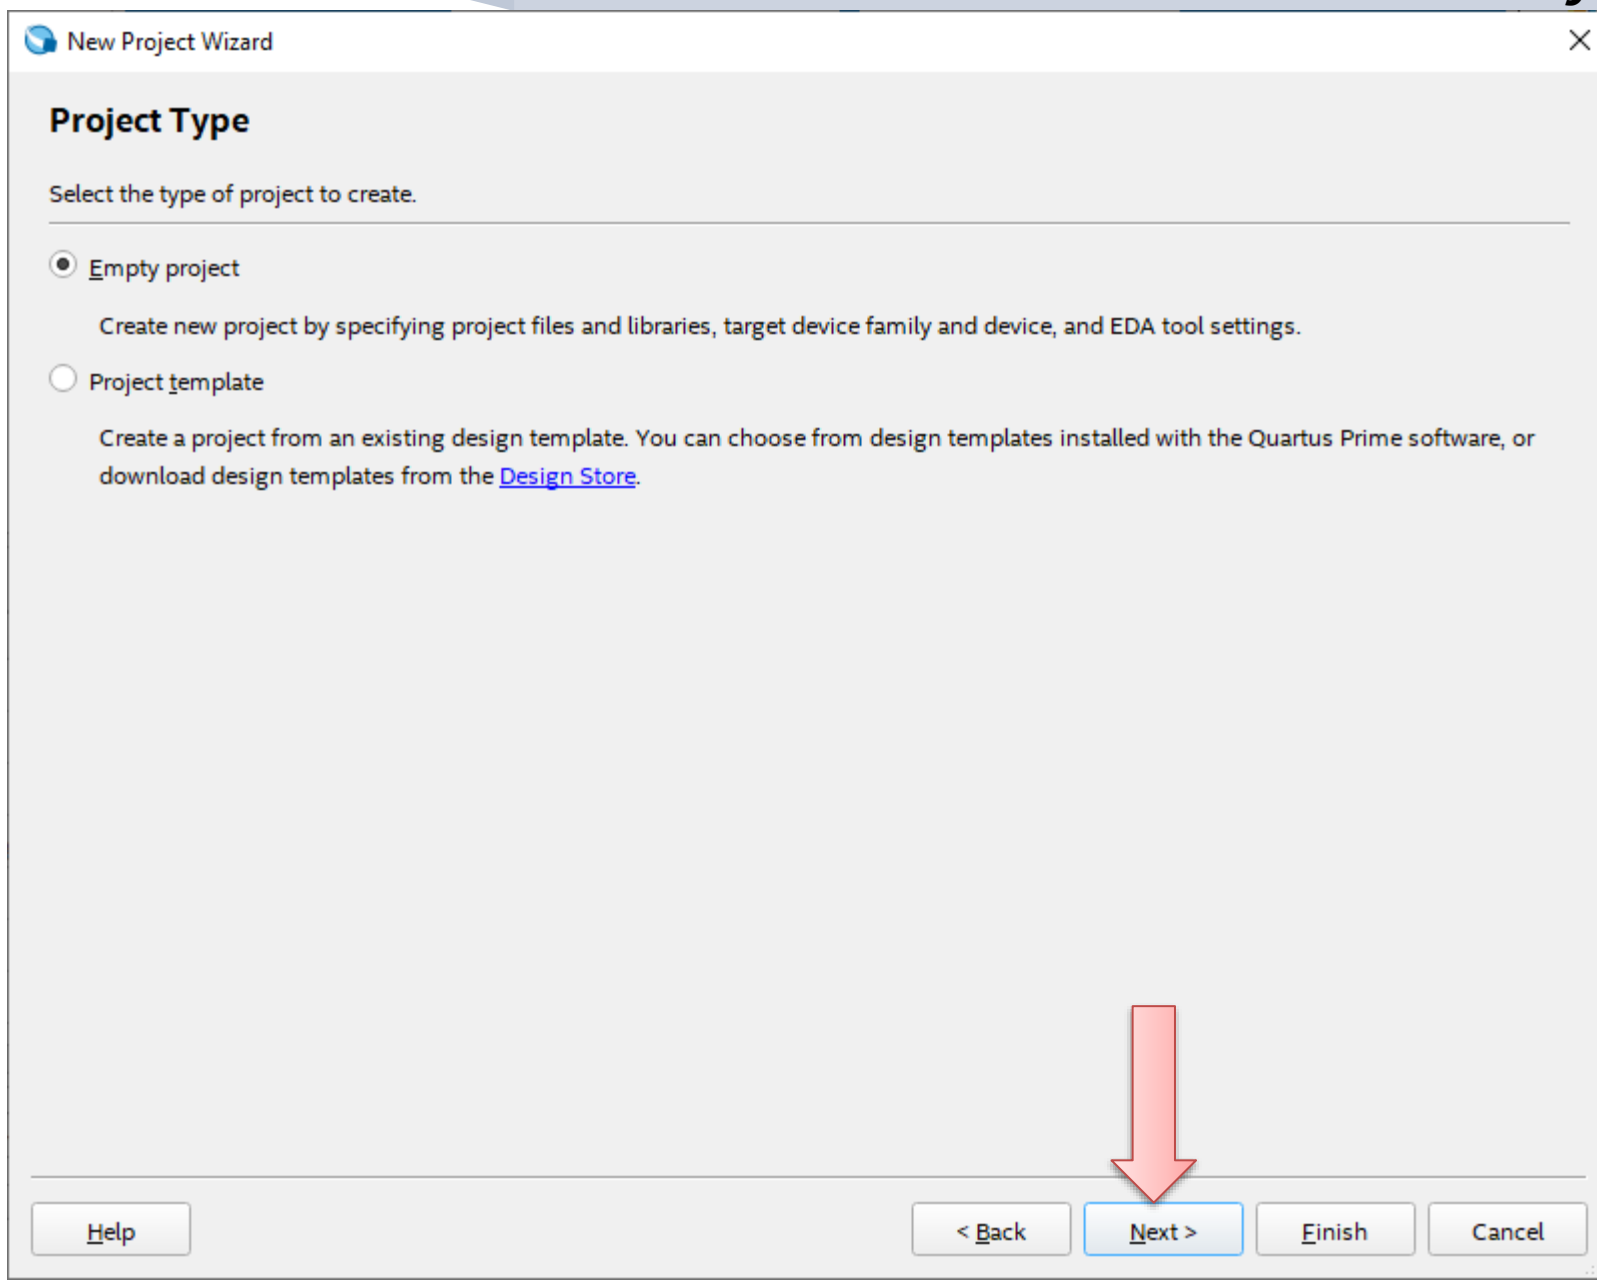 New Project Wizard
Project Type
Select the type of project to create.
Empty project
Create new project by specifying project files and libraries, target device family and device, and EDA tool settings.
Project template
Create a project from an existing design template. You can choose from design templates installed with the Quartus Prime software, or
download design templates from the Design Store.
Help
< Back
Next >
Finish
Cancel